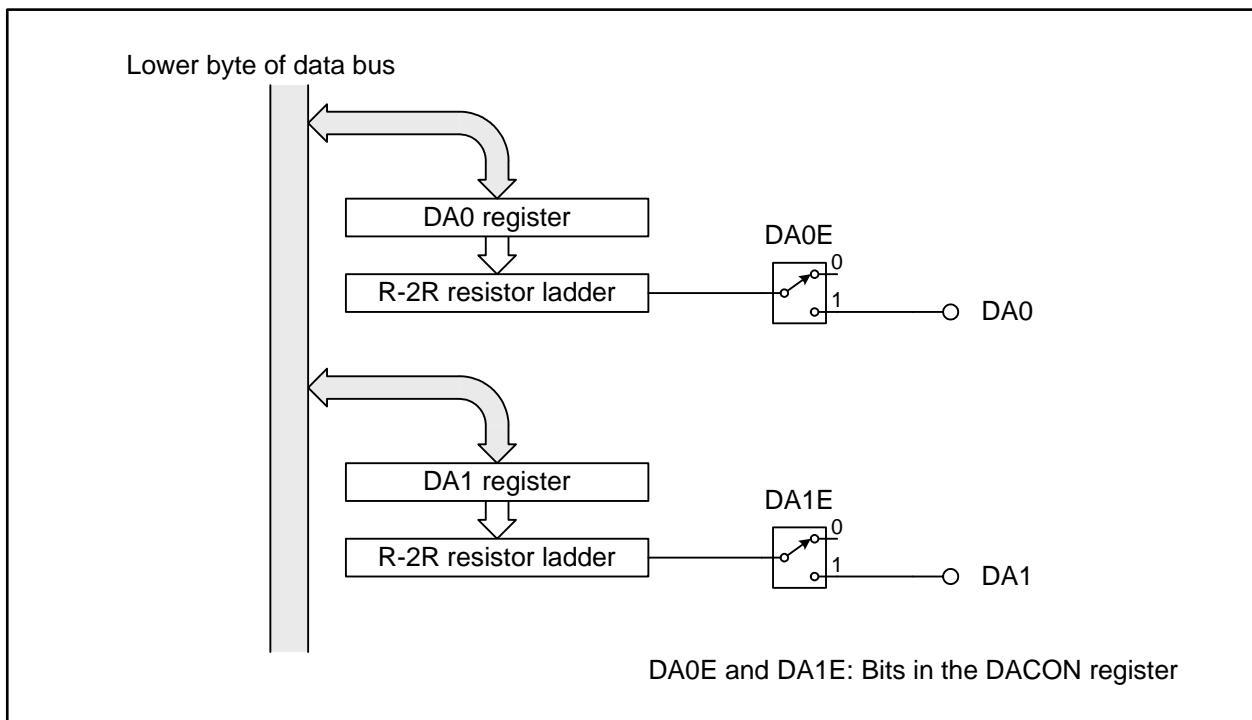 Lower byte of data bus
DA0 register
DA0E
R-2R resistor ladder
0
1
DA0
DA1 register
DA1E
R-2R resistor ladder
0
1
DA1
DA0E and DA1E: Bits in the DACON register